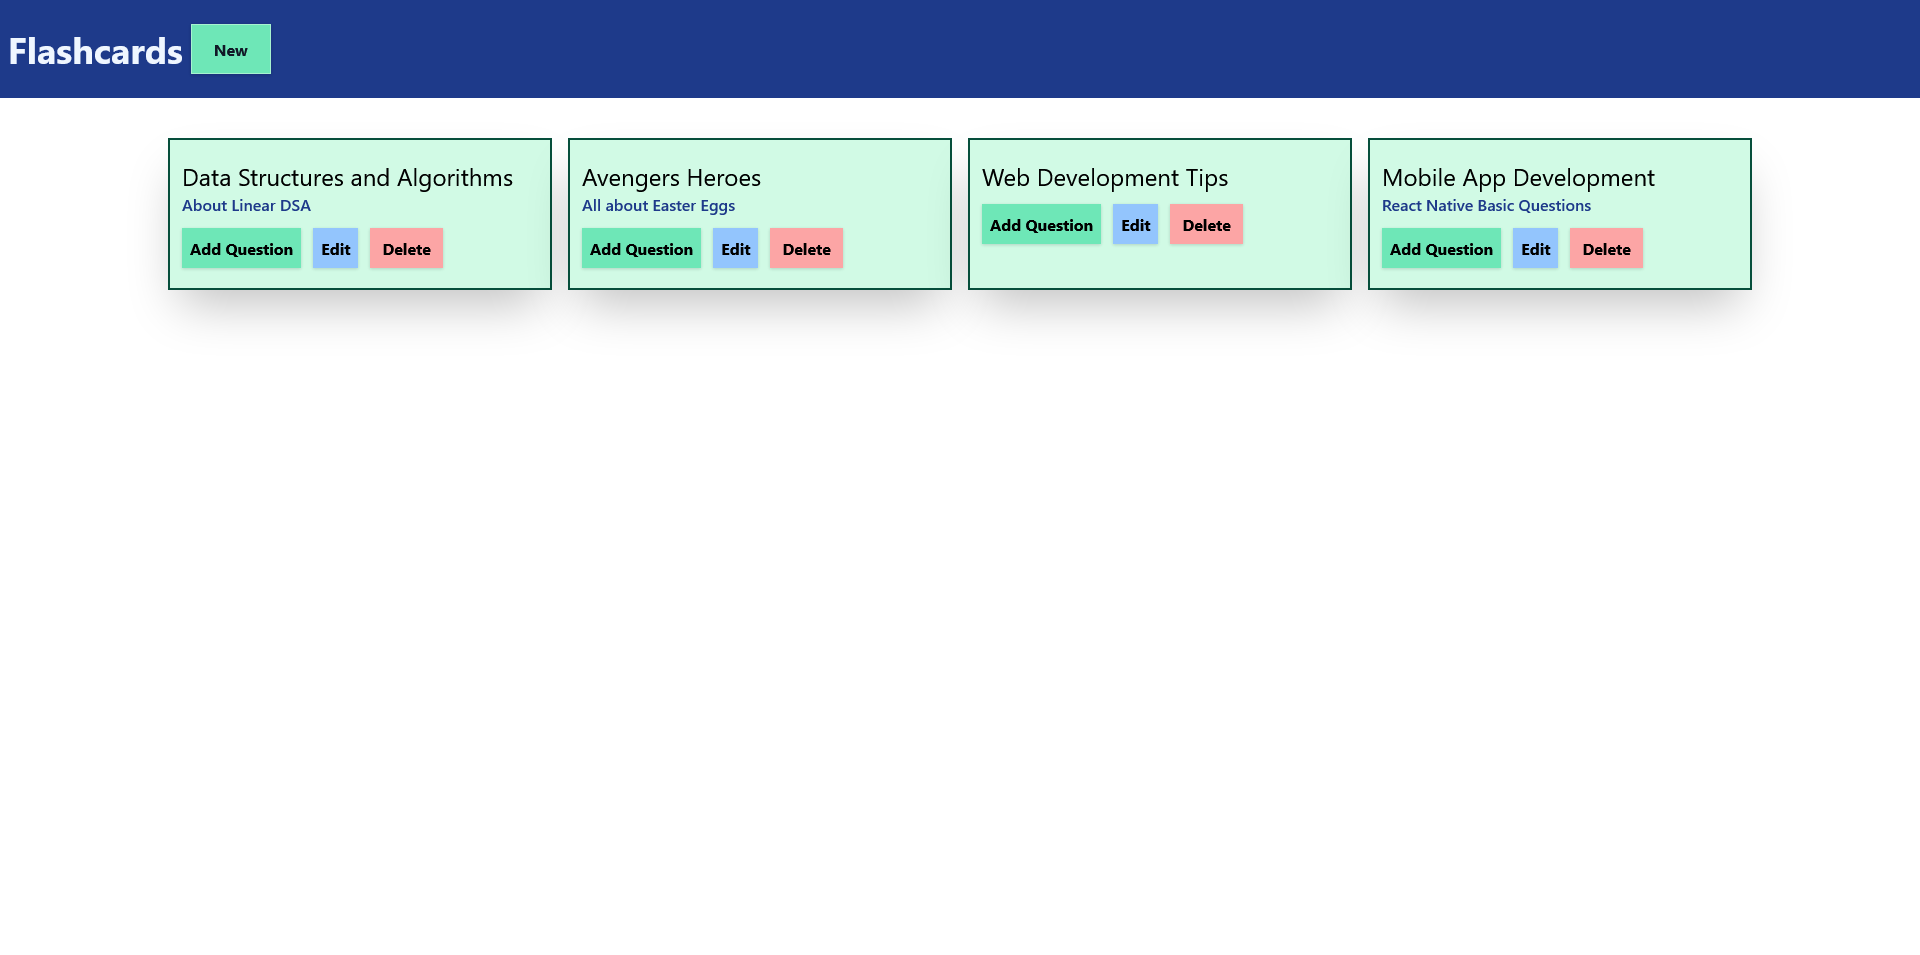 Flashcards New
Data Structures and Algorithms
About Linear DSA
Add Question Edit Delete
Avengers Heroes
All about Easter Eggs
Add Question Edit Delete
Web Development Tips
Add Question Edit Delete
Mobile App Development
React Native Basic Questions
Add Question Edit Delete